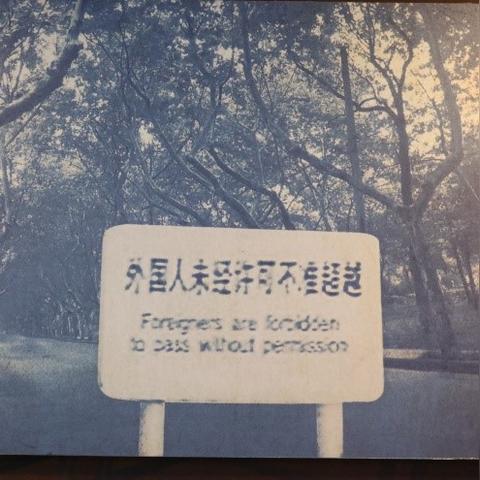 外国人未经许可不准超越
Foreigners are forbidden
to pass without permission